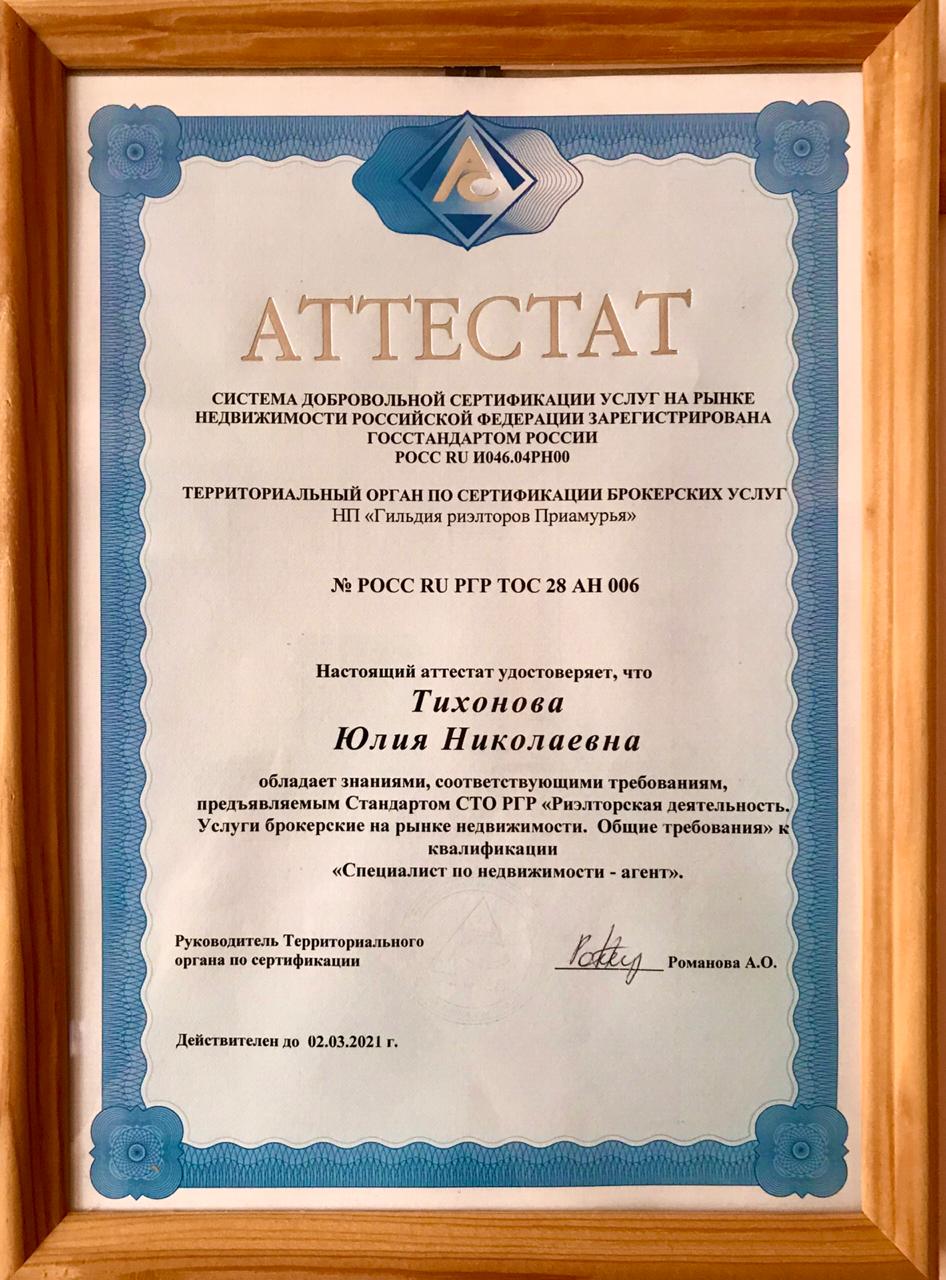 АС
АТТЕСТАТ
СИСТЕМА ДОБРОВОЛЬНОЙ СЕРТИФИКАЦИИ УСЛУГ НА РЫНКЕ
НЕДВИЖИМОСТИ РОССИЙСКОЙ ФЕДЕРАЦИИ ЗАРЕГИСТРИРОВАНА
ГОССТАНДАРТОМ РОССИИ
РОСС RU И046.04РН00
ТЕРРИТОРИАЛЬНЫЙ ОРГАН ПО СЕРТИФИКАЦИИ БРОКЕРСКИХ УСЛУГ
НП «Гильдия риэлторов Приамурья»
№ РОСС RU РГР ТОС 28 АН 006
Настоящий аттестат удостоверяет, что
Тихонова
Юлия Николаевна
обладает знаниями, соответствующими требованиям,
предъявляемым Стандартом СТО РГР «Риэлторская деятельность.
Услуги брокерские на рынке недвижимости. Общие требования» к
квалификации
«Специалист по недвижимости - агент».
Руководитель Территориального
органа по сертификации
Романова А.О.
Действителен до 02.03.2021 г.